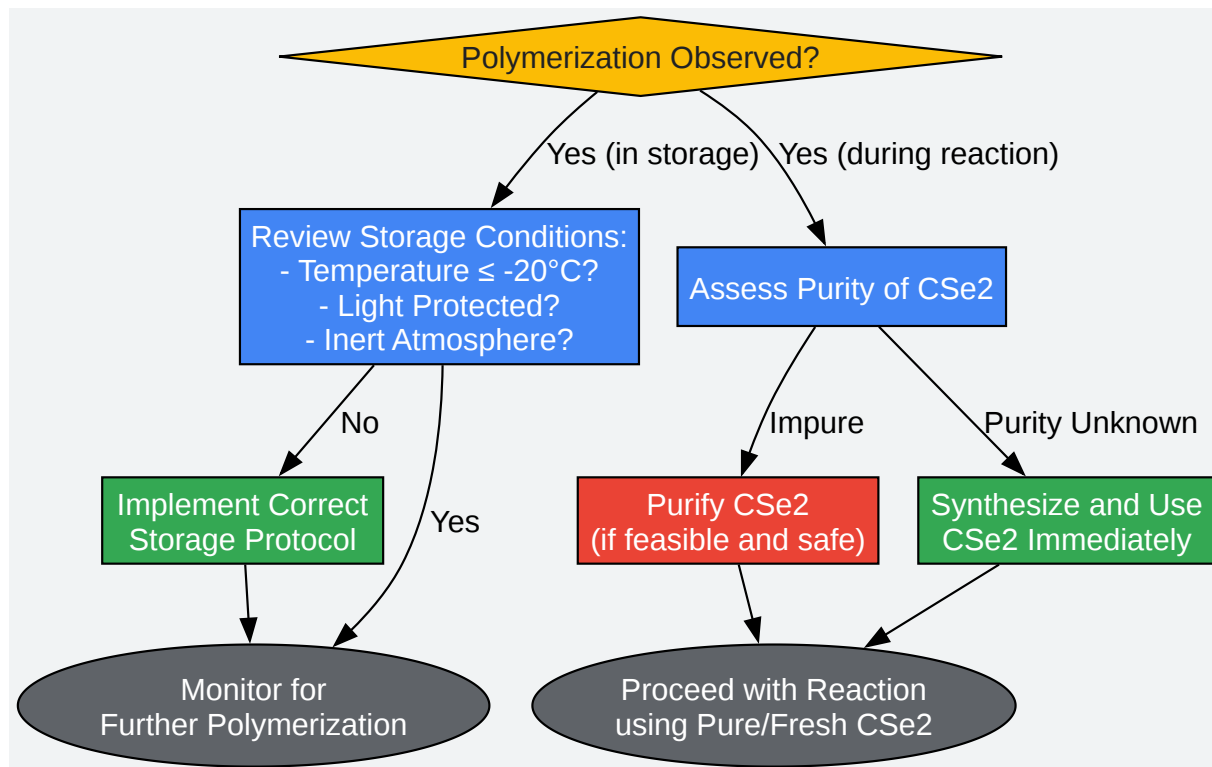 Polymerization Observed?
Yes (in storage)
Yes (during reaction)
Review Storage Conditions:
- Temperature ≤ -20°C?
- Light Protected?
- Inert Atmosphere?
Assess Purity of CSe2
No
Yes
Impure
Purity Unknown
Implement Correct
Storage Protocol
Purify CSe2
(if feasible and safe)
Synthesize and Use
CSe2 Immediately
Monitor for
Further Polymerization
Proceed with Reaction
using Pure/Fresh CSe2